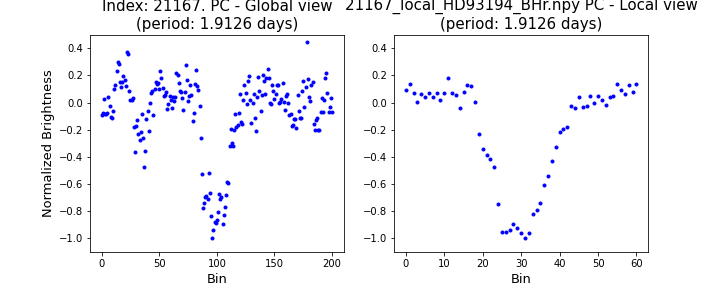 Index: 21167. PC - Global view
(period: 1.9126 days)
21167_local_HD93194_BHr.npy PC - Local view
(period: 1.9126 days)
Normalized Brightness
0.4
0.2
0.0
−0.2
−0.4
−0.6
−0.8
−1.0
0 50 100 150 200
Bin
0.4
0.2
0.0
−0.2
−0.4
−0.6
−0.8
−1.0
0 10 20 30 40 50 60
Bin